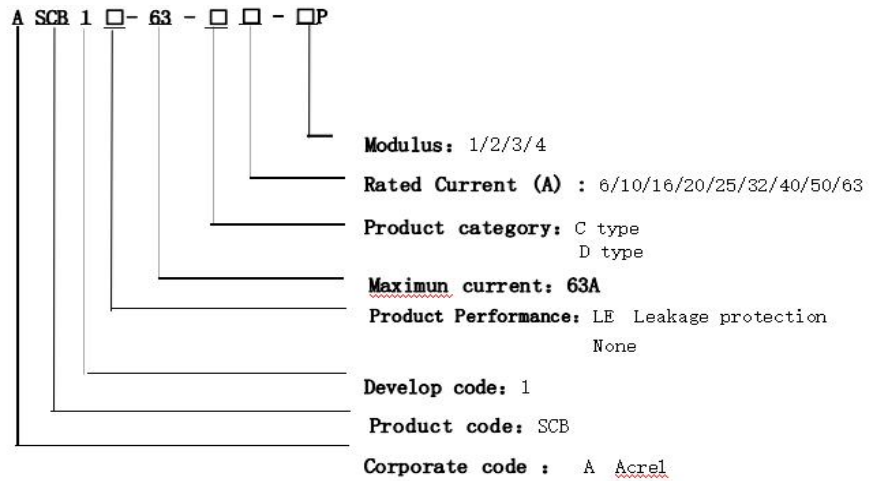 A SCB 1 □- 63 - □ □ - □P
Modulus: 1/2/3/4
Rated Current (A) : 6/10/16/20/25/32/40/50/63
Product category: C type
D type
Maximun current: 63A
Product Performance: LE Leakage protection
None
Develop code: 1
Product code: SCB
Corporate code : A Acrel